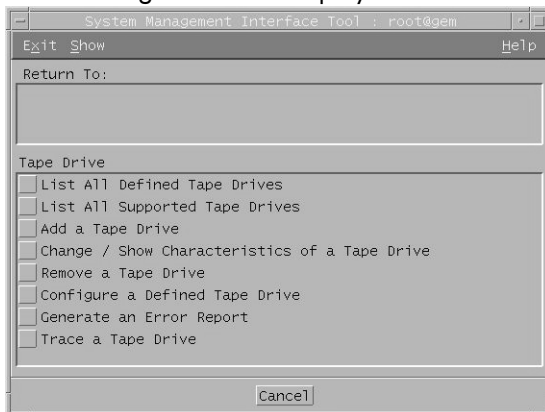 System Management Interface Tool : root@gem
Exit Show Help
Return To:
Tape Drive
List All Defined Tape Drives
List All Supported Tape Drives
Add a Tape Drive
Change / Show Characteristics of a Tape Drive
Remove a Tape Drive
Configure a Defined Tape Drive
Generate an Error Report
Trace a Tape Drive
Cancel